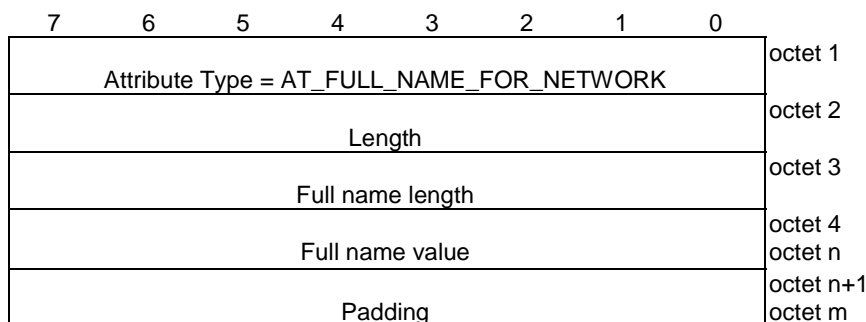 7 6 5 4 3 2 1 0
octet 1
Attribute Type = AT_FULL_NAME_FOR_NETWORK
octet 2
Length
octet 3
Full name length
octet 4
Full name value octet n
octet n+1
Padding octet m